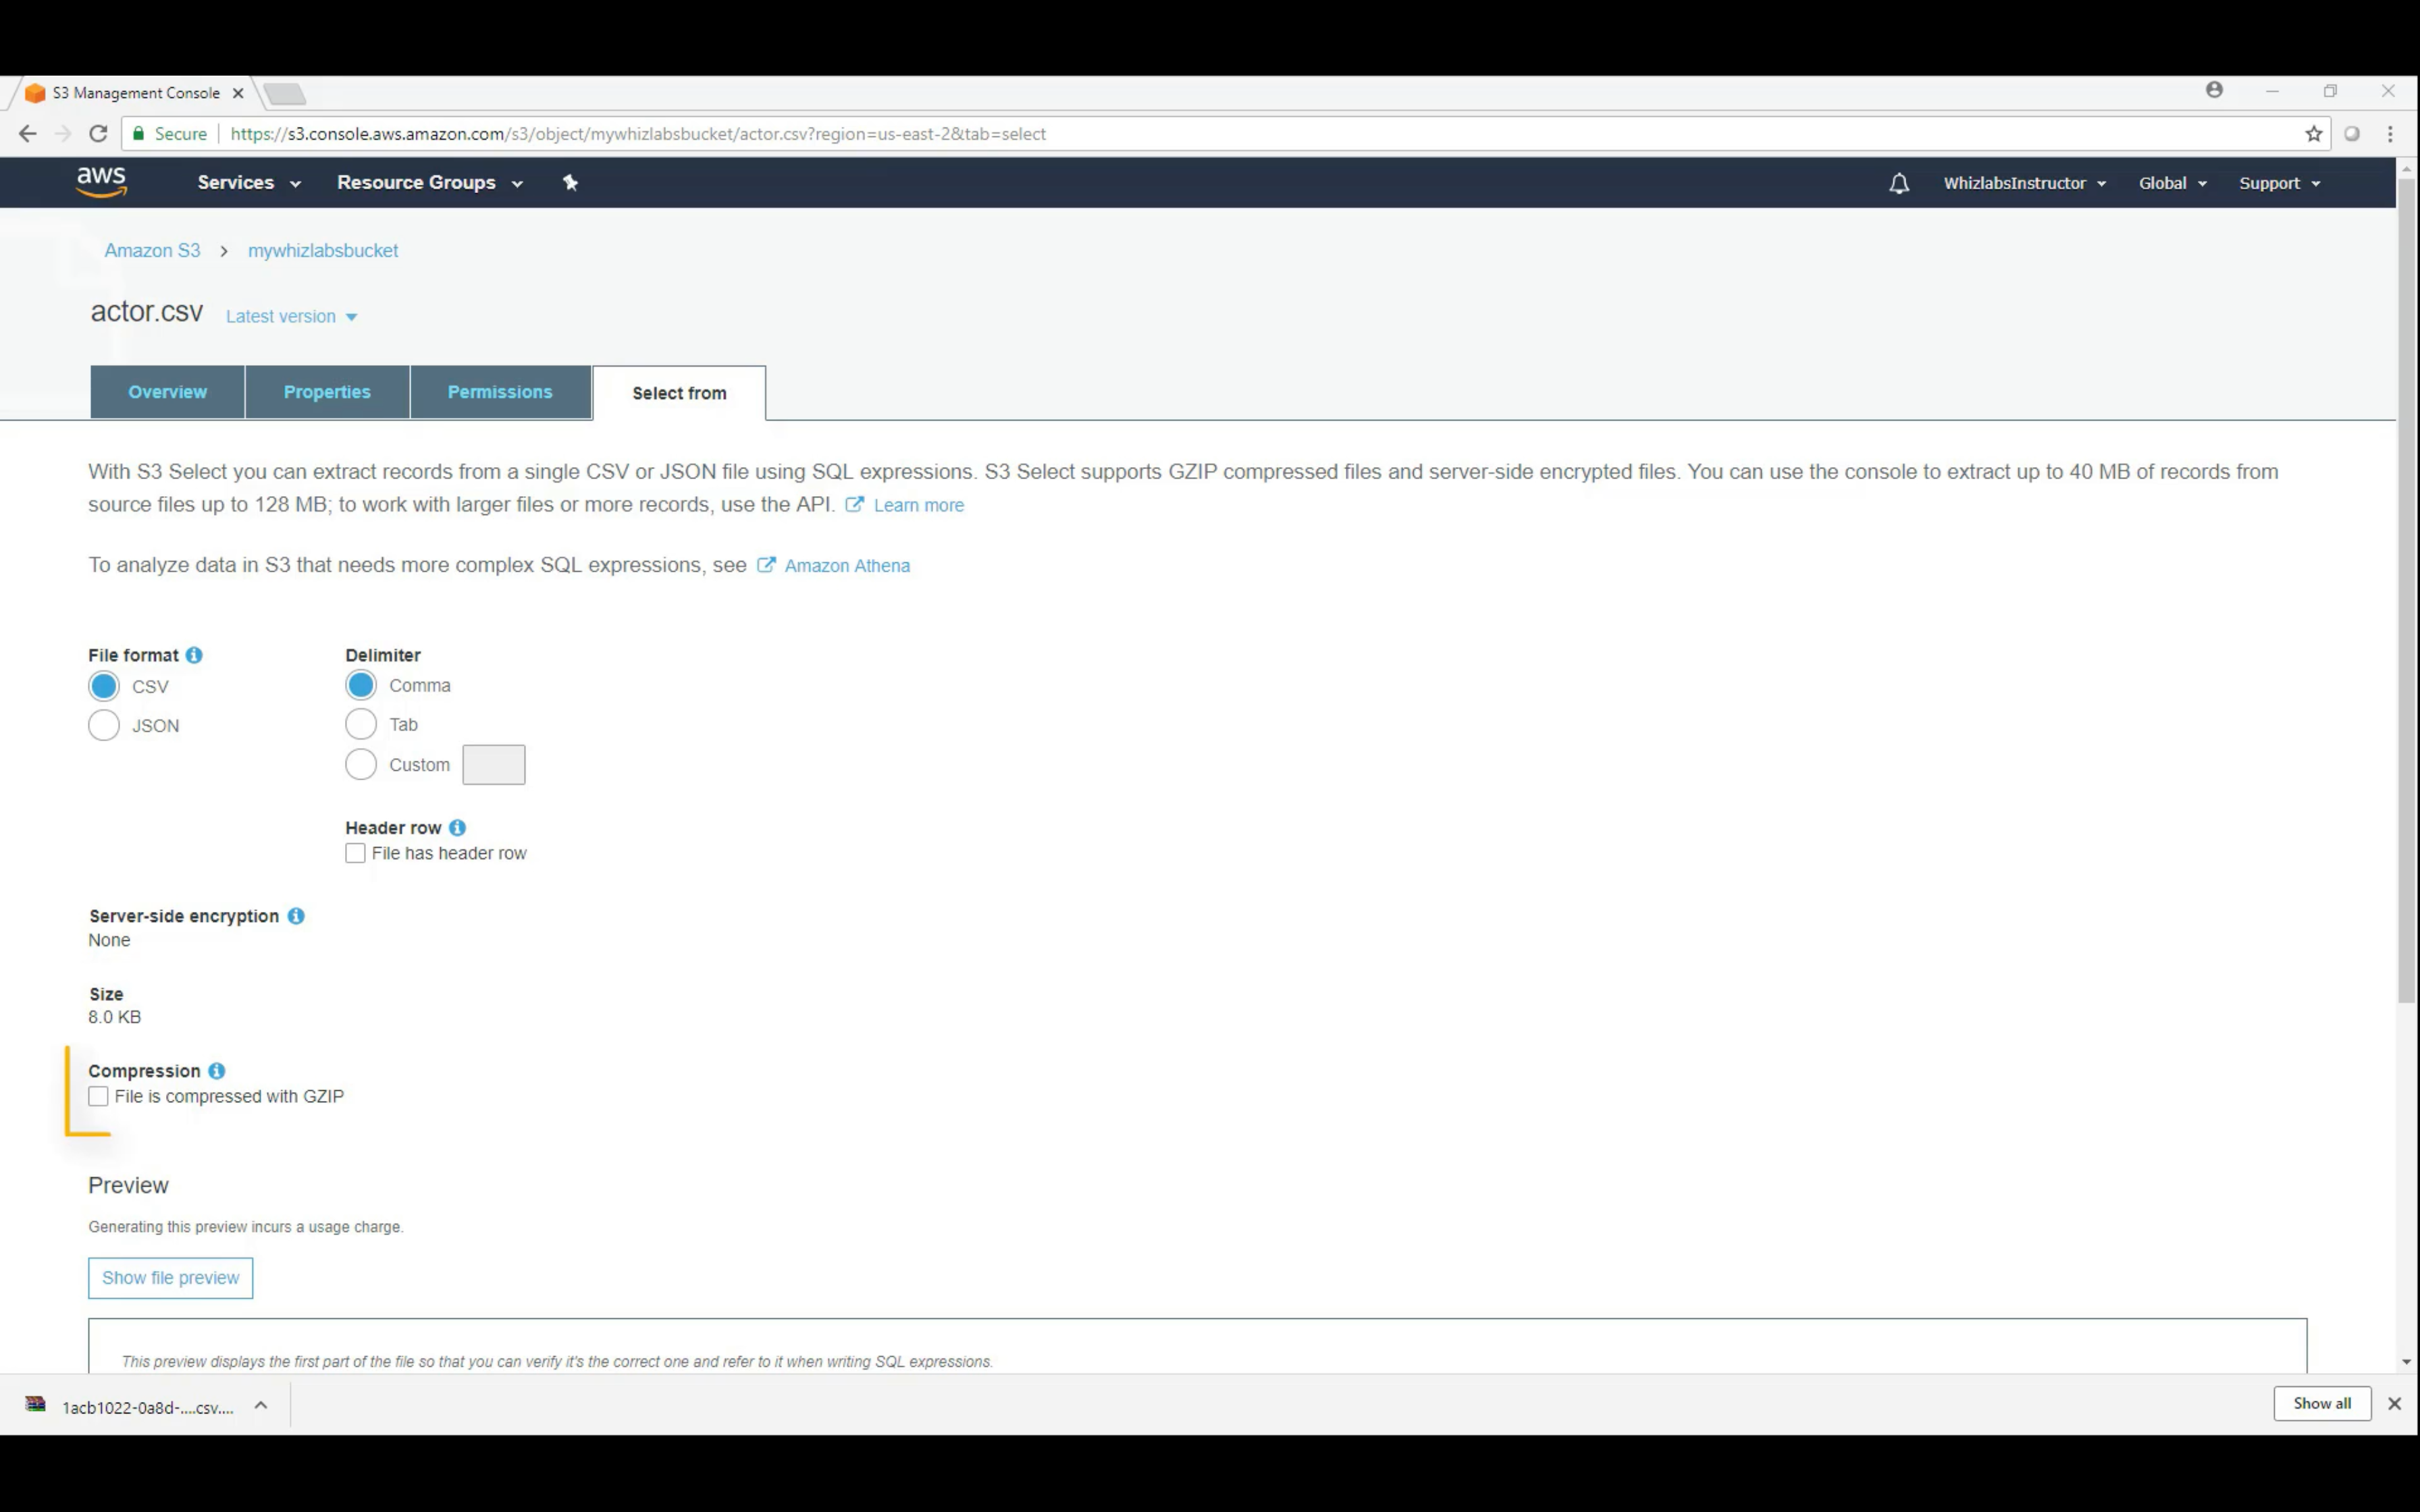 S3 Management Console
Secure https://s3.console.aws.amazon.com/s3/object/mywhizlabsbucket/actor.csv?region=us-east-2&tab=select
aws Services Resource Groups WhizlabsInstructor Global Support
Amazon S3 > mywhizlabsbucket
actor.csv Latest version
Overview Properties Permissions Select from
With S3 Select you can extract records from a single CSV or JSON file using SQL expressions. S3 Select supports GZIP compressed files and server-side encrypted files. You can use the console to extract up to 40 MB of records from
source files up to 128 MB; to work with larger files or more records, use the API. Learn more
To analyze data in S3 that needs more complex SQL expressions, see Amazon Athena
File format Delimiter
CSV Comma
JSON Tab
Custom
Header row
File has header row
Server-side encryption
None
Size
8.0 KB
Compression
File is compressed with GZIP
Preview
Generating this preview incurs a usage charge.
Show file preview
This preview displays the first part of the file so that you can verify it's the correct one and refer to it when writing SQL expressions.
1acb1022-0a8d-....csv.... Show all